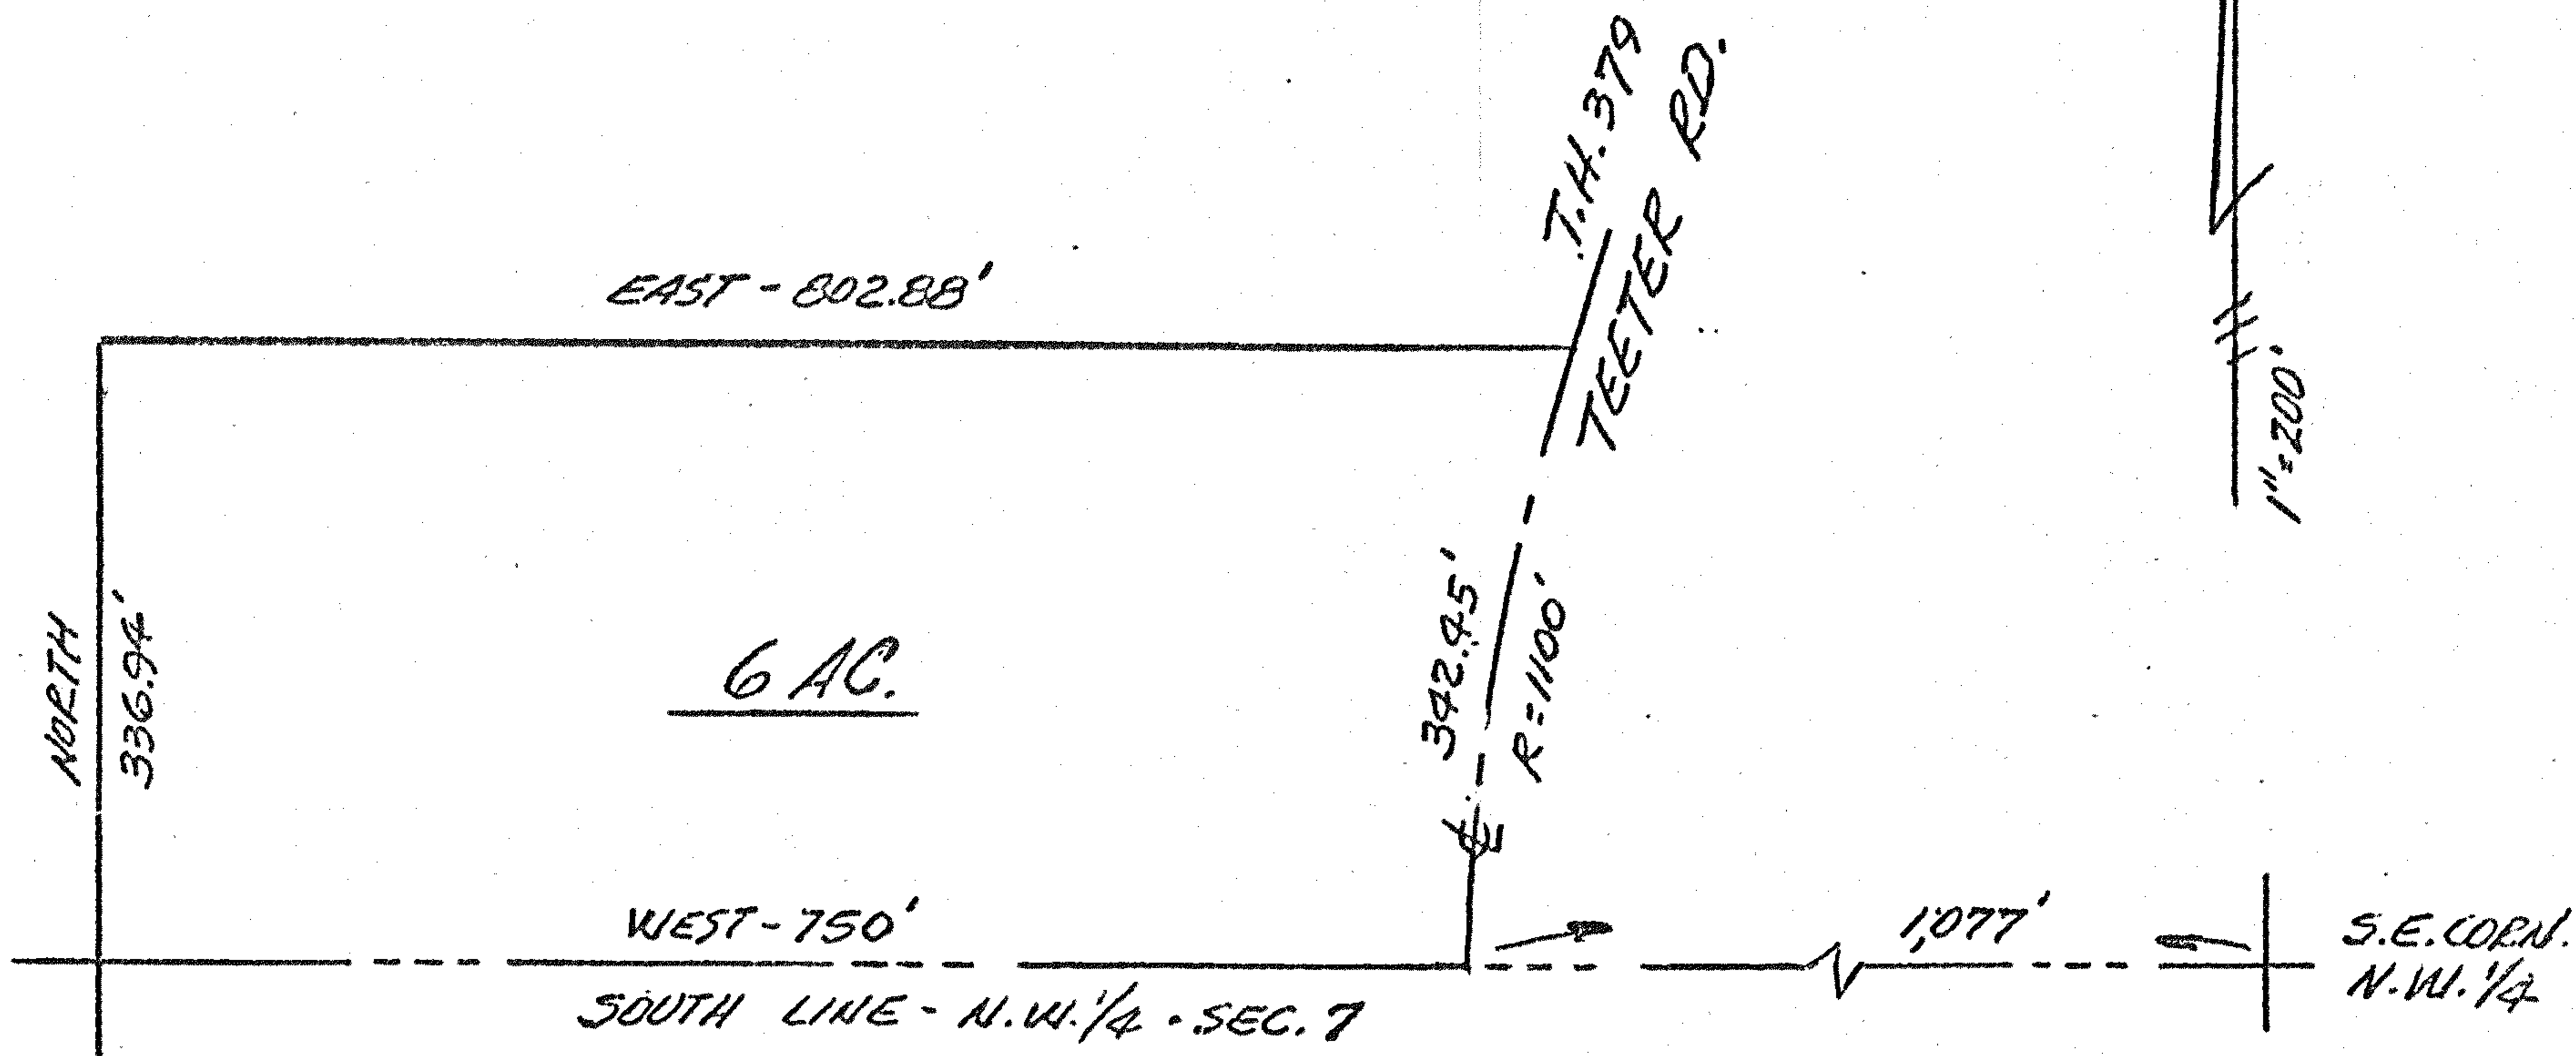 T.H. 379
TEETER RD.
EAST - 802.88'
1"=200'
NORTH
336.94'
6 AC.
342.45'
R=1100'
℄
WEST - 750'
1,077'
S.E. CORN.
N.W. 1/4
SOUTH LINE - N.W. 1/4 . SEC. 7